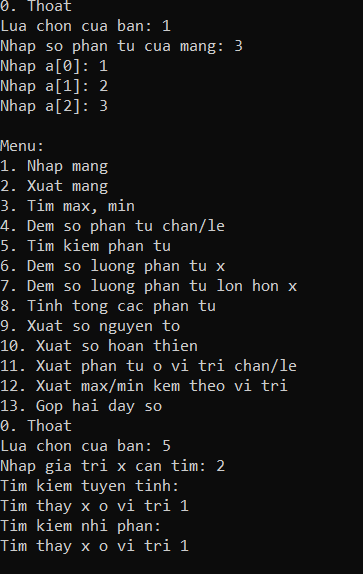 0. Thoat
Lua chon cua ban: 1
Nhap so phan tu cua mang: 3
Nhap a[0]: 1
Nhap a[1]: 2
Nhap a[2]: 3

Menu:
1. Nhap mang
2. Xuat mang
3. Tim max, min
4. Dem so phan tu chan/le
5. Tim kiem phan tu
6. Dem so luong phan tu x
7. Dem so luong phan tu lon hon x
8. Tinh tong cac phan tu
9. Xuat so nguyen to
10. Xuat so hoan thien
11. Xuat phan tu o vi tri chan/le
12. Xuat max/min kem theo vi tri
13. Gop hai day so
0. Thoat
Lua chon cua ban: 5
Nhap gia tri x can tim: 2
Tim kiem tuyen tinh:
Tim thay x o vi tri 1
Tim kiem nhi phan:
Tim thay x o vi tri 1